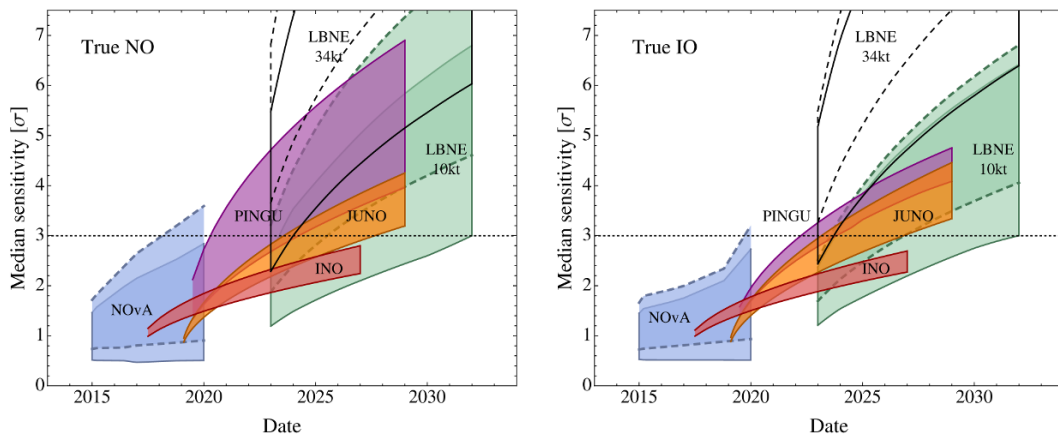 True NO
LBNE
34kt
LBNE
10kt
PINGU
JUNO
INO
NOνA
Median sensitivity [σ]
0
1
2
3
4
5
6
7
2015
2020
2025
2030
Date
True IO
LBNE
34kt
LBNE
10kt
PINGU
JUNO
INO
NOνA
Median sensitivity [σ]
0
1
2
3
4
5
6
7
2015
2020
2025
2030
Date